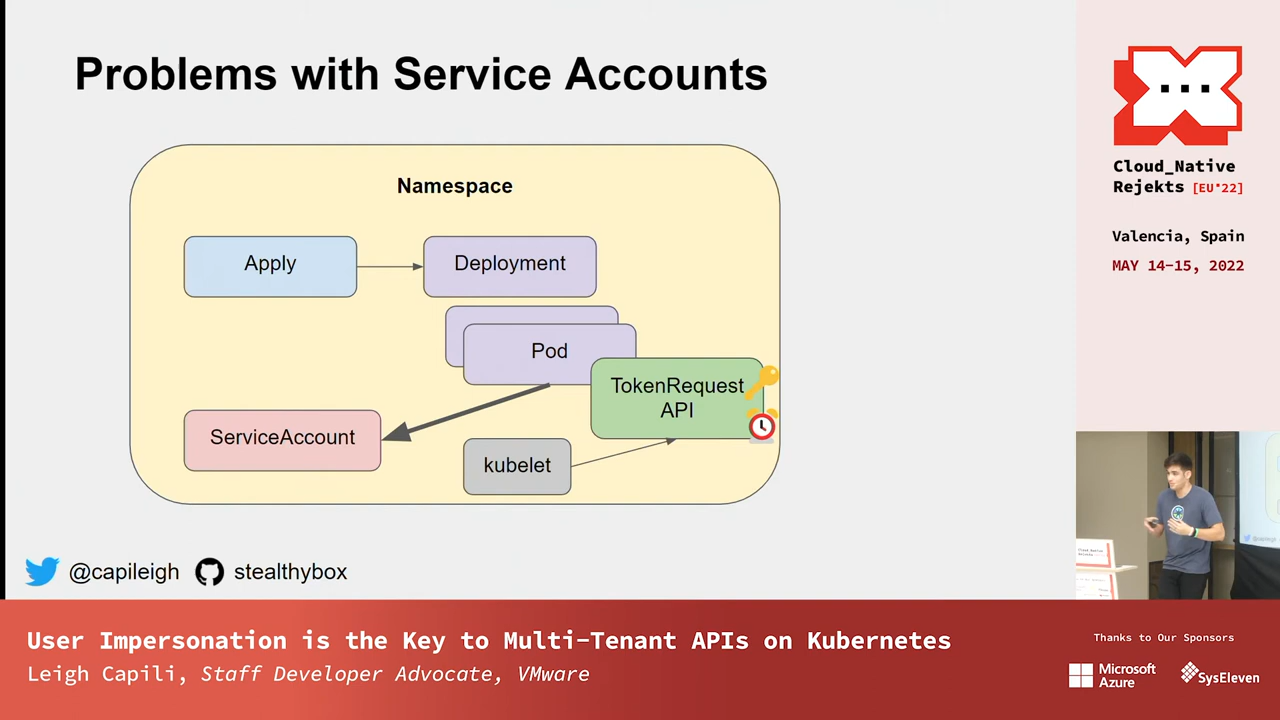 Problems with Service Accounts
Namespace
Apply
Deployment
Pod
TokenRequest
API
ServiceAccount
kubelet
@capileigh
stealthybox
Cloud_Native
Rejekts [EU*22]
Valencia, Spain
MAY 14-15, 2022
User Impersonation is the Key to Multi-Tenant APIs on Kubernetes
Leigh Capili, Staff Developer Advocate, VMware
Thanks to Our Sponsors
Microsoft
Azure
SysEleven